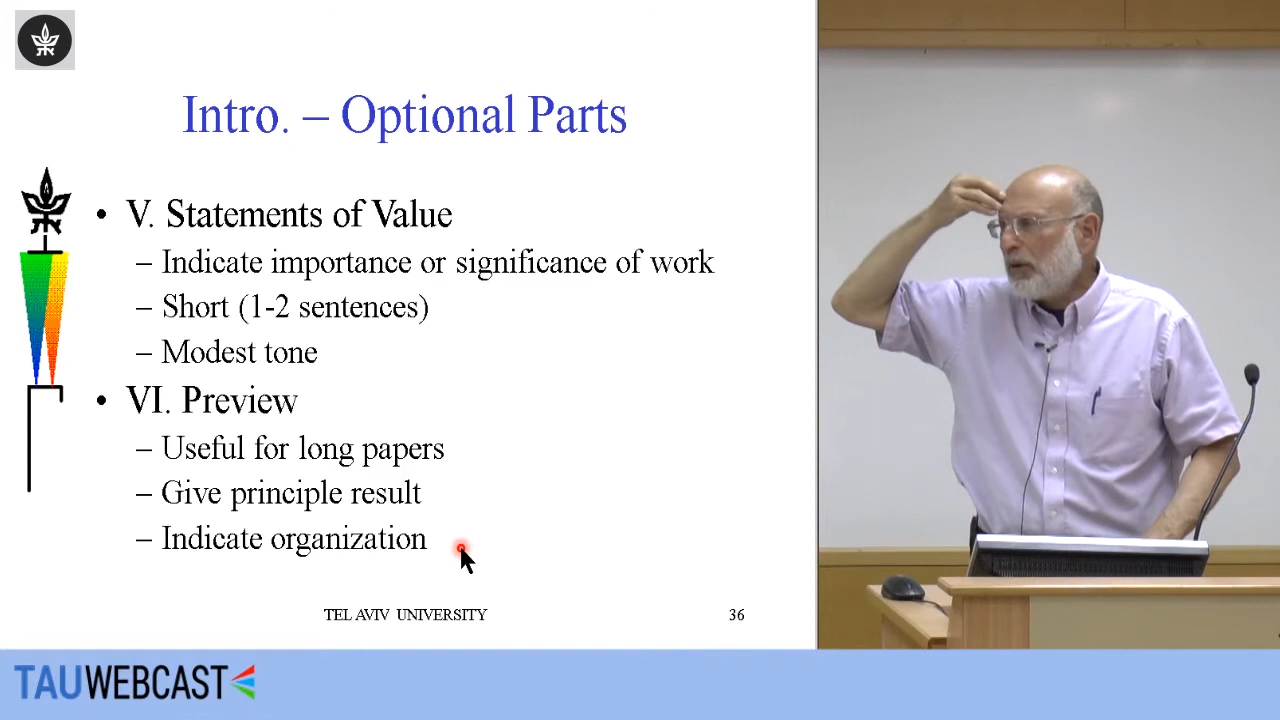 Intro. – Optional Parts
• V. Statements of Value
– Indicate importance or significance of work
– Short (1-2 sentences)
– Modest tone
• VI. Preview
– Useful for long papers
– Give principle result
– Indicate organization
TEL AVIV UNIVERSITY
36
TAUWEBCAST